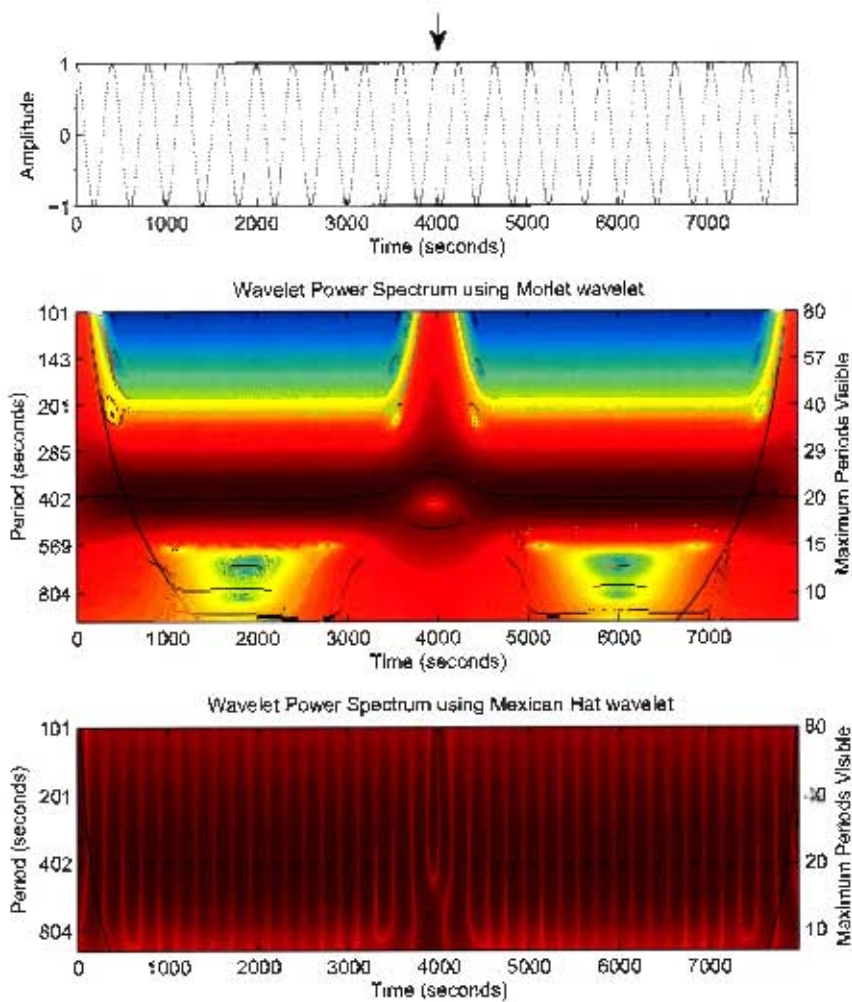 1
0
−1
Amplitude
0 1000 2000 3000 4000 5000 6000 7000
Time (seconds)
Wavelet Power Spectrum using Morlet wavelet
101
143
201
285
402
569
804
Period (seconds)
80
57
40
29
20
15
10
Maximum Periods Visible
0 1000 2000 3000 4000 5000 6000 7000
Time (seconds)
Wavelet Power Spectrum using Mexican Hat wavelet
101
201
402
804
Period (seconds)
80
40
20
10
Maximum Periods Visible
0 1000 2000 3000 4000 5000 6000 7000
Time (seconds)